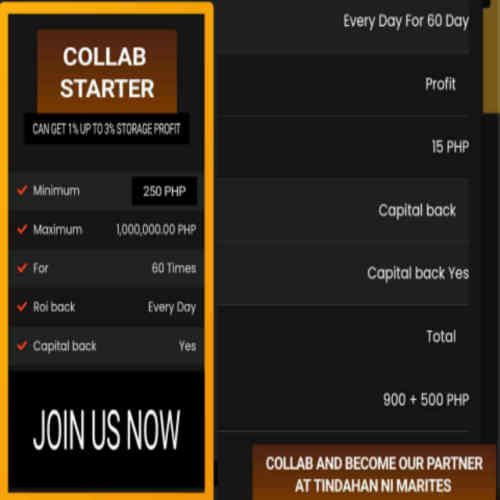 COLLAB
STARTER
CAN GET 1% UP TO 3% STORAGE PROFIT
Minimum 250 PHP
Maximum 1,000,000.00 PHP
For 60 Times
Roi back Every Day
Capital back Yes
JOIN US NOW
Every Day For 60 Day
Profit
15 PHP
Capital back
Capital back Yes
Total
900 + 500 PHP
COLLAB AND BECOME OUR PARTNER
AT TINDAHAN NI MARITES